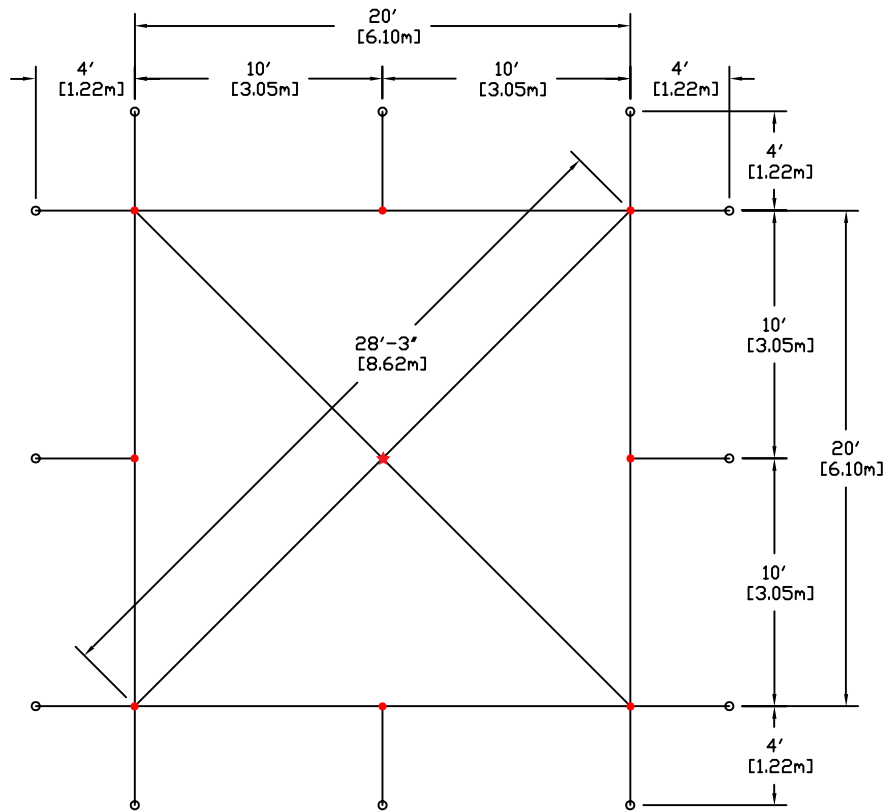 20'
[6.10m]
4'
[1.22m]
10'
[3.05m]
10'
[3.05m]
4'
[1.22m]
4'
[1.22m]
10'
[3.05m]
28'-3"
[8.62m]
20'
[6.10m]
10'
[3.05m]
4'
[1.22m]